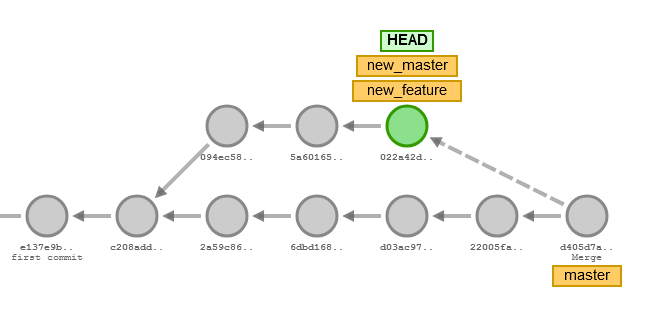 HEAD
new_master
new_feature
094ec58..
5a60165..
022a42d..
e137e9b..
first commit
c208add..
2a59c86..
6dbd168..
d03ac97..
22005fa..
d405d7a..
Merge
master